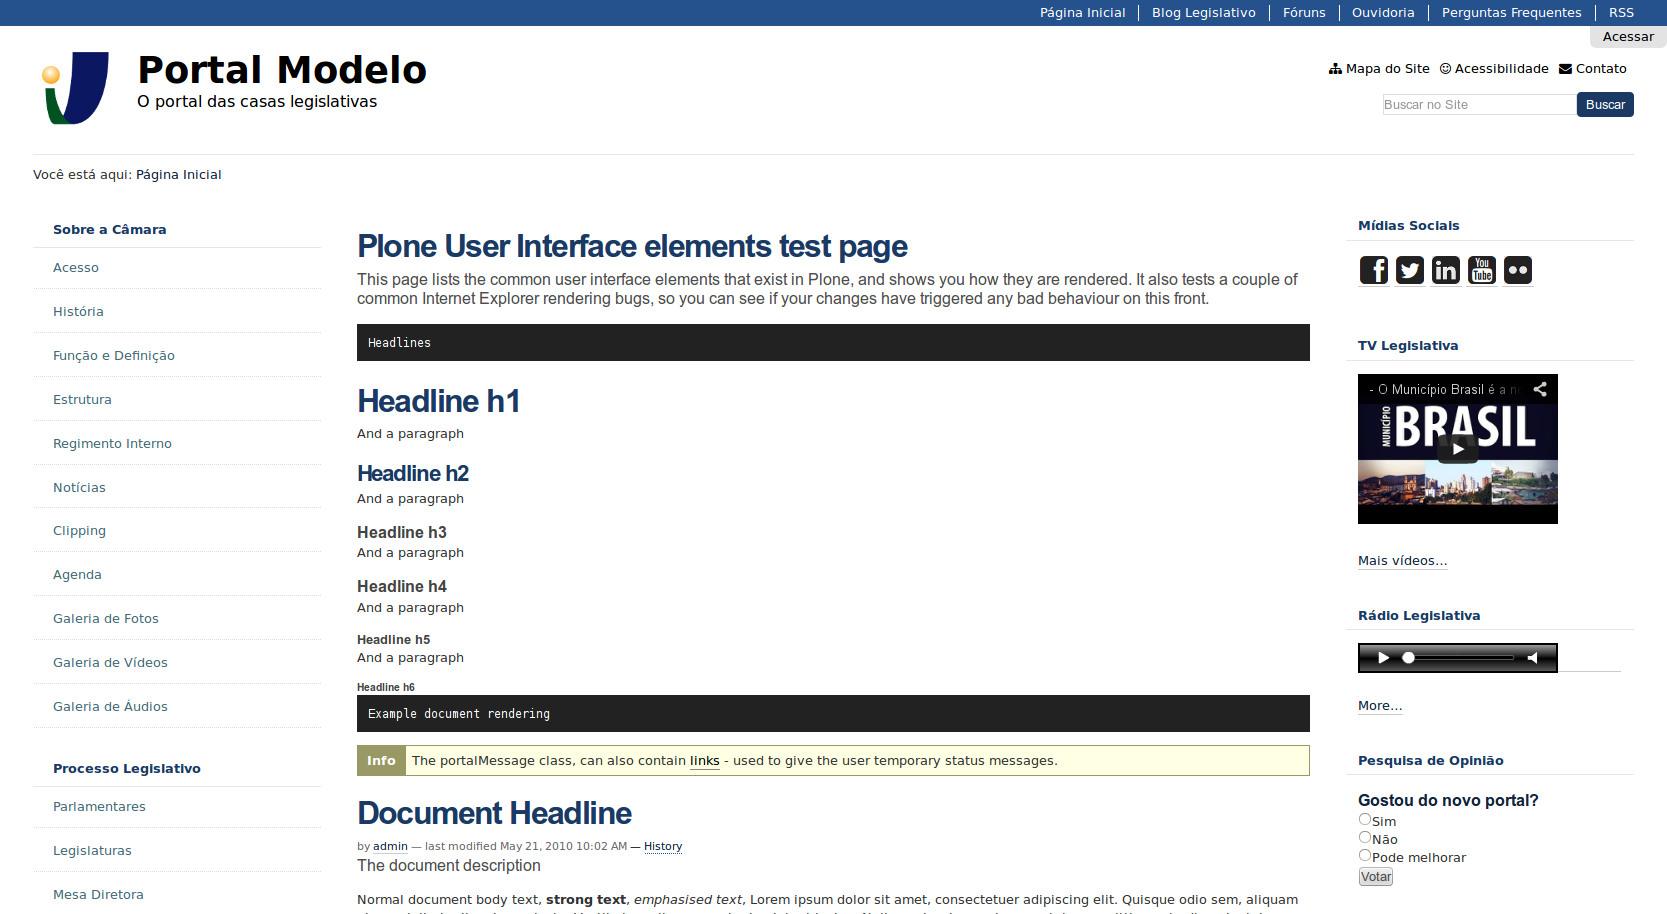 Página Inicial Blog Legislativo Fóruns Ouvidoria Perguntas Frequentes RSS
Acessar
Portal Modelo
O portal das casas legislativas
Mapa do Site Acessibilidade Contato
Buscar no Site Buscar
Você está aqui: Página Inicial
Sobre a Câmara
Acesso
História
Função e Definição
Estrutura
Regimento Interno
Notícias
Clipping
Agenda
Galeria de Fotos
Galeria de Vídeos
Galeria de Áudios
Processo Legislativo
Parlamentares
Legislaturas
Mesa Diretora
Plone User Interface elements test page
This page lists the common user interface elements that exist in Plone, and shows you how they are rendered. It also tests a couple of
common Internet Explorer rendering bugs, so you can see if your changes have triggered any bad behaviour on this front.
Headlines
Headline h1
And a paragraph
Headline h2
And a paragraph
Headline h3
And a paragraph
Headline h4
And a paragraph
Headline h5
And a paragraph
Headline h6
Example document rendering
Info The portalMessage class, can also contain links - used to give the user temporary status messages.
Document Headline
by admin — last modified May 21, 2010 10:02 AM — History
The document description
Normal document body text, strong text, emphasised text, Lorem ipsum dolor sit amet, consectetuer adipiscing elit. Quisque odio sem, aliquam
Mídias Sociais
You
Tube
TV Legislativa
- O Município Brasil é a
MUNICÍPIO
BRASIL
Mais vídeos...
Rádio Legislativa
More...
Pesquisa de Opinião
Gostou do novo portal?
Sim
Não
Pode melhorar
Votar